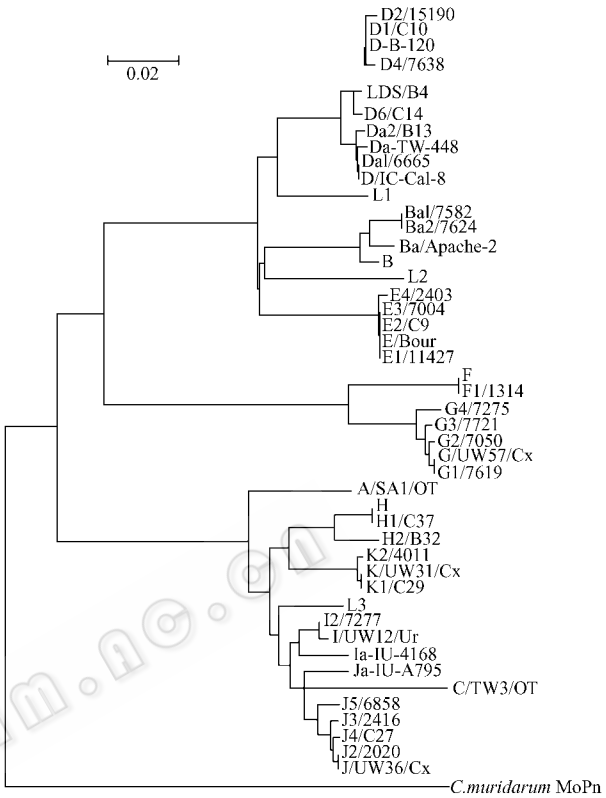 D2/15190
D1/C10
D-B-120
D4/7638
0.02
LDS/B4
D6/C14
Da2/B13
Da-TW-448
Dal/6665
D/IC-Cal-8
L1
Bal/7582
Ba2/7624
Ba/Apache-2
B
L2
E4/2403
E3/7004
E2/C9
E/Bour
E1/11427
F
F1/1314
G4/7275
G3/7721
G2/7050
G/UW57/Cx
G1/7619
A/SA1/OT
H
H1/C37
H2/B32
K2/4011
K/UW31/Cx
K1/C29
L3
I2/7277
I/UW12/Ur
Ia-IU-4168
Ja-IU-A795
C/TW3/OT
J5/6858
J3/2416
J4/C27
J2/2020
J/UW36/Cx
C.muridarum MoPn
m.ac.cn